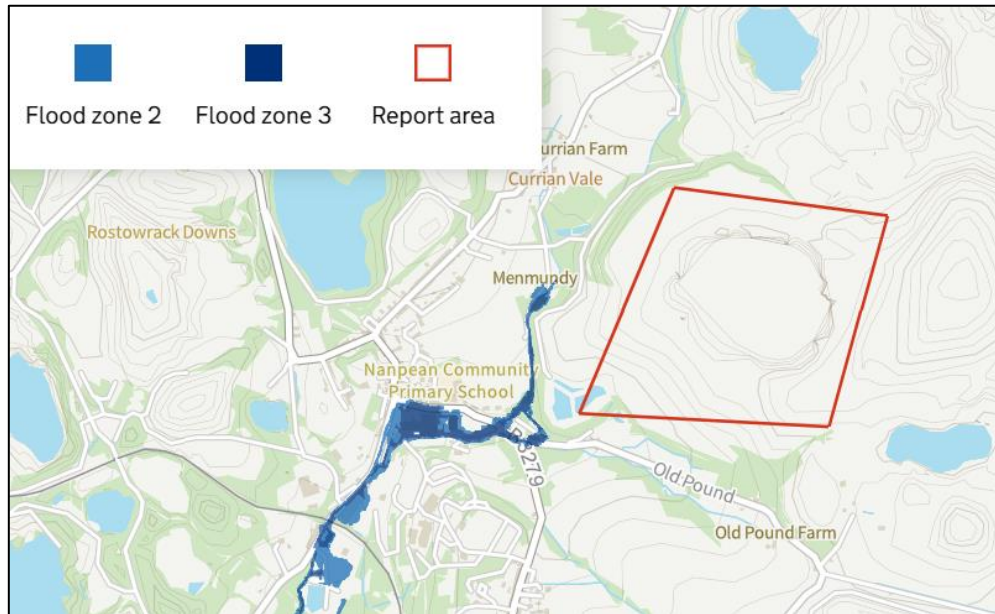 Flood zone 2
Flood zone 3
Report area
urrian Farm
Currian Vale
Rostowrack Downs
Menmundy
Nanpean Community
Primary School
B3279
Old Pound
Old Pound Farm